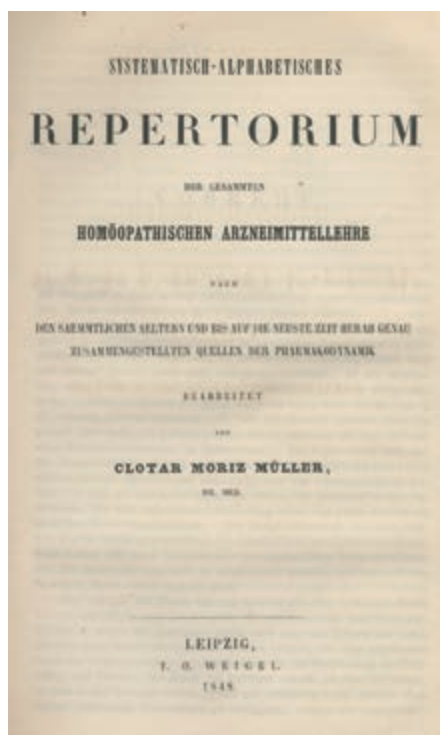 SYSTEMATISCH-ALPHABETISCHES
REPERTORIUM
DER GESAMMTEN
HOMÖOPATHISCHEN ARZNEIMITTELLEHRE
NACH
DEN SAEMMTLICHEN AELTERN UND BIS AUF DIE NEUSTE ZEIT HERAB GENAU
ZUSAMMENGESTELLTEN QUELLEN DER PHARMAKODYNAMIK
BEARBEITET
VON
CLOTAR MORIZ MÜLLER,
DR. MED.
LEIPZIG,
T. O. WEIGEL.